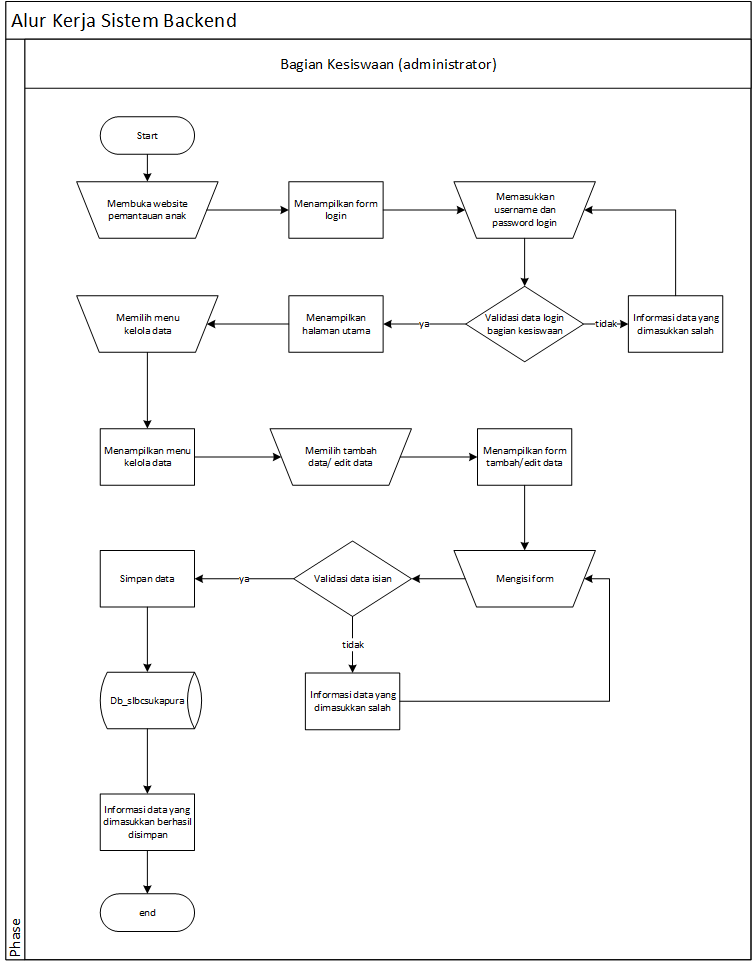 Alur Kerja Sistem Backend
Bagian Kesiswaan (administrator)
Start
Membuka website
pemantauan anak
Menampilkan form
login
Memasukkan
username dan
password login
Validasi data login
bagian kesiswaan
tidak
Informasi data yang
dimasukkan salah
ya
Menampilkan
halaman utama
Memilih menu
kelola data
Menampilkan menu
kelola data
Memilih tambah
data/ edit data
Menampilkan form
tambah/edit data
Mengisi form
Validasi data isian
tidak
Informasi data yang
dimasukkan salah
ya
Simpan data
Db_slbcsukapura
Informasi data yang
dimasukkan berhasil
disimpan
end
Phase